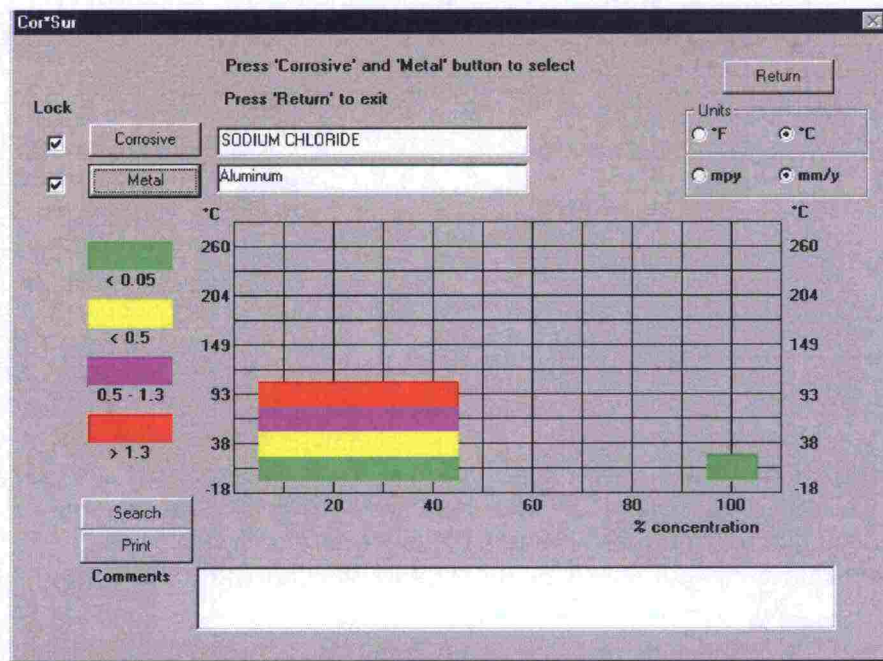 Cor*Sur
Press 'Corrosive' and 'Metal' button to select
Press 'Return' to exit
Return
Lock
Units
°F
°C
Corrosive
SODIUM CHLORIDE
mpy
mm/y
Metal
Aluminum
°C
°C
260
260
< 0.05
204
204
< 0.5
149
149
0.5 - 1.3
93
93
> 1.3
38
38
-18
-18
20
40
60
80
100
% concentration
Search
Print
Comments